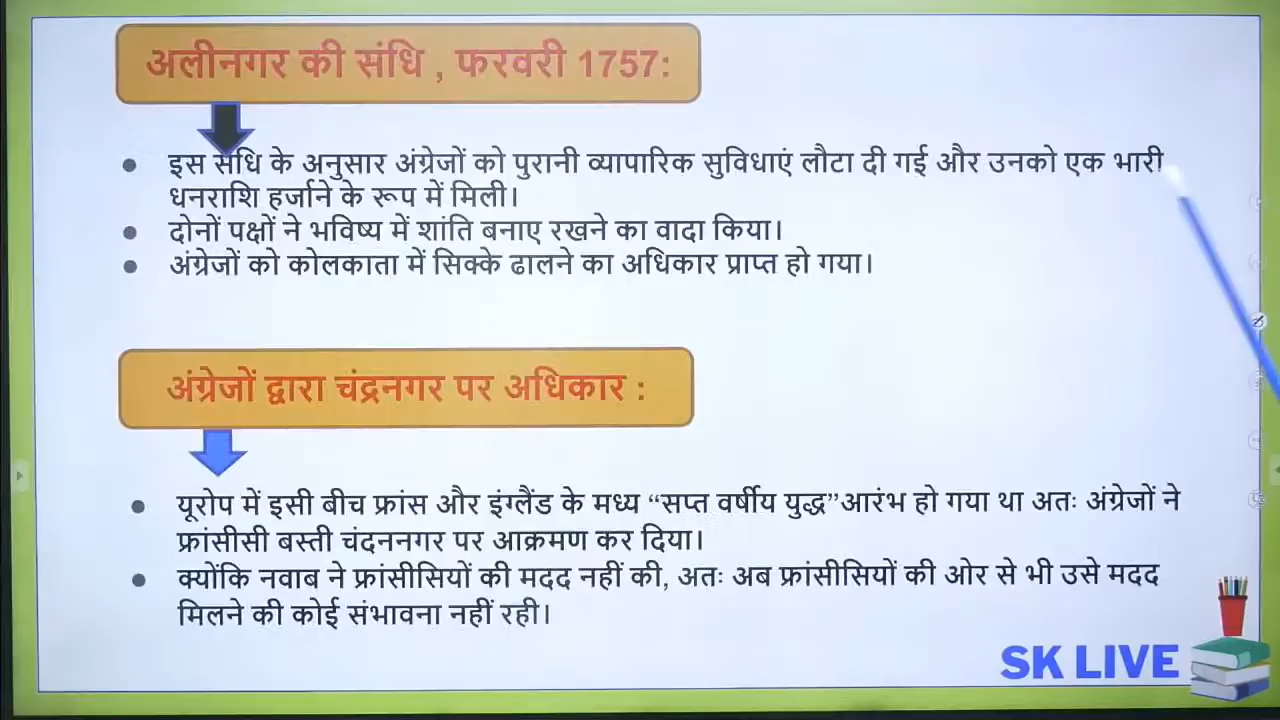 अलीनगर की संधि , फरवरी 1757:
इस संधि के अनुसार अंग्रेजों को पुरानी व्यापारिक सुविधाएं लौटा दी गई और उनको एक भारी
धनराशि हर्जाने के रूप में मिली।
दोनों पक्षों ने भविष्य में शांति बनाए रखने का वादा किया।
अंग्रेजों को कोलकाता में सिक्के ढालने का अधिकार प्राप्त हो गया।
अंग्रेजों द्वारा चंद्रनगर पर अधिकार :
यूरोप में इसी बीच फ्रांस और इंग्लैंड के मध्य “सप्त वर्षीय युद्ध”आरंभ हो गया था अतः अंग्रेजों ने
फ्रांसीसी बस्ती चंदननगर पर आक्रमण कर दिया।
क्योंकि नवाब ने फ्रांसीसियों की मदद नहीं की, अतः अब फ्रांसीसियों की ओर से भी उसे मदद
मिलने की कोई संभावना नहीं रही।
SK LIVE